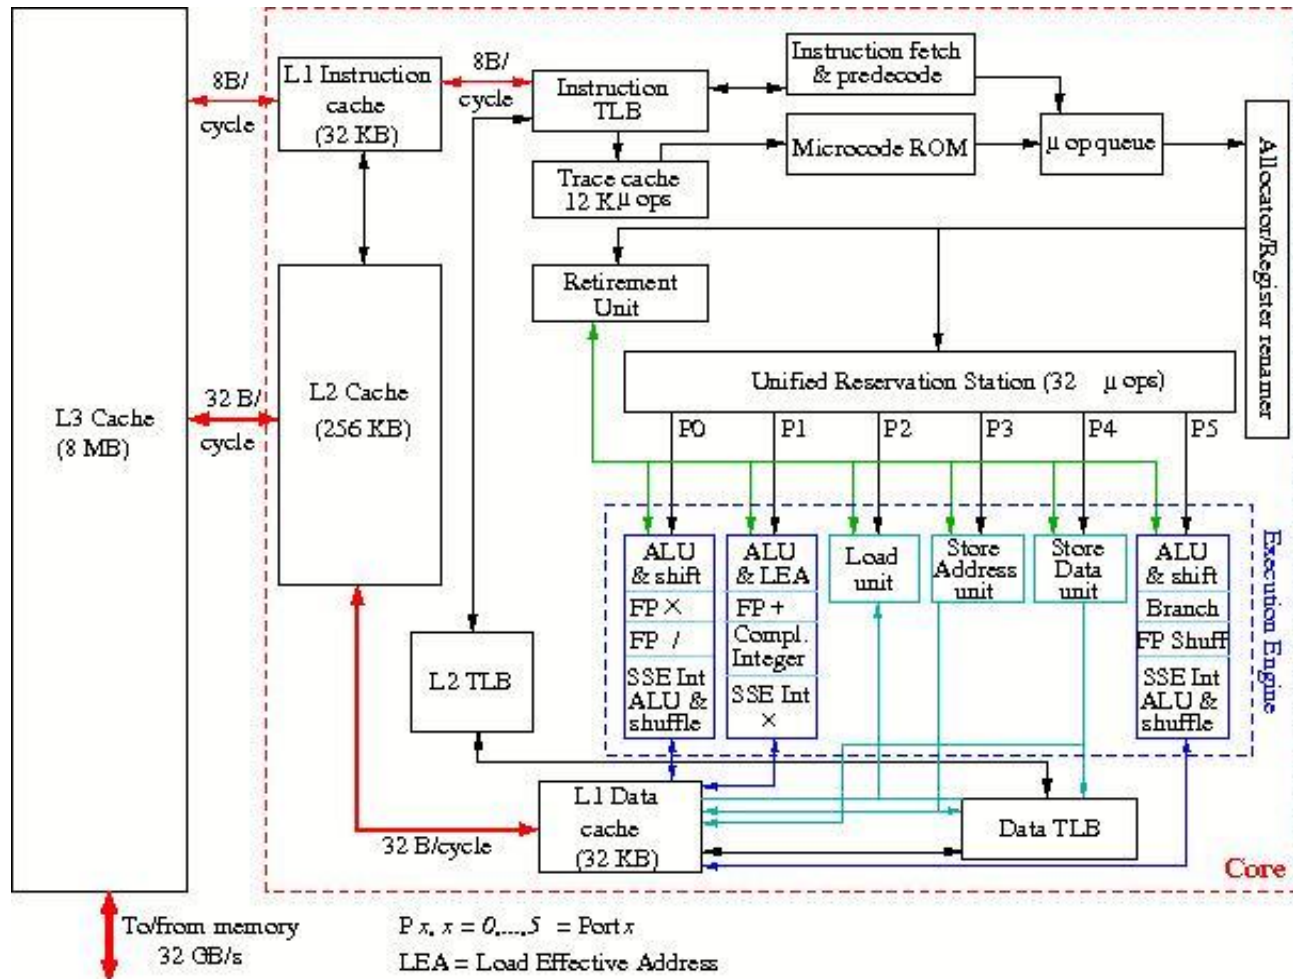 L3 Cache
(8 MB)
8B/
cycle
L1 Instruction
cache
(32 KB)
8B/
cycle
Instruction
TLB
Instruction fetch
& predecode
Microcode ROM
µ op queue
Trace cache
12 K µ ops
Allocator/Register renamer
Retirement
Unit
Unified Reservation Station (32 µ ops)
32 B/
cycle
L2 Cache
(256 KB)
P0
P1
P2
P3
P4
P5
ALU
& shift
FP ×
FP /
SSE Int
ALU &
shuffle
ALU
& LEA
FP +
Compl.
Integer
SSE Int
×
Load
unit
Store
Address
unit
Store
Data
unit
ALU
& shift
Branch
FP Shuff
SSE Int
ALU &
shuffle
Execution Engine
L2 TLB
32 B/cycle
L1 Data
cache
(32 KB)
Data TLB
Core
To/from memory
32 GB/s
P x, x = 0,...,5 = Port x
LEA = Load Effective Address